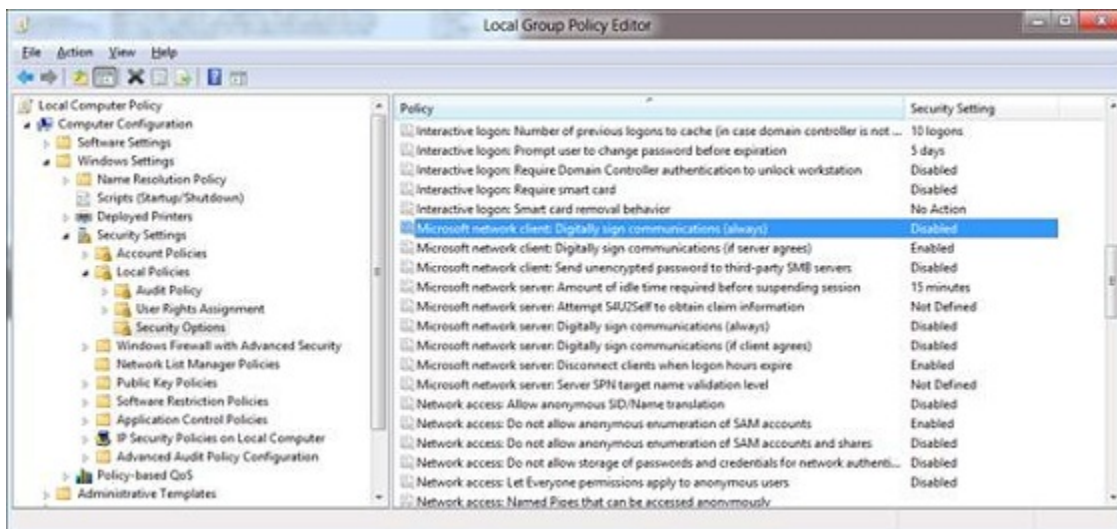 Local Group Policy Editor
File Action View Help
Local Computer Policy
Computer Configuration
Software Settings
Windows Settings
Name Resolution Policy
Scripts (Startup/Shutdown)
Deployed Printers
Security Settings
Account Policies
Local Policies
Audit Policy
User Rights Assignment
Security Options
Windows Firewall with Advanced Security
Network List Manager Policies
Public Key Policies
Software Restriction Policies
Application Control Policies
IP Security Policies on Local Computer
Advanced Audit Policy Configuration
Policy-based QoS
Administrative Templates
Policy Security Setting
Interactive logon: Number of previous logons to cache (in case domain controller is not ... 10 logons
Interactive logon: Prompt user to change password before expiration 5 days
Interactive logon: Require Domain Controller authentication to unlock workstation Disabled
Interactive logon: Require smart card Disabled
Interactive logon: Smart card removal behavior No Action
Microsoft network client: Digitally sign communications (always) Disabled
Microsoft network client: Digitally sign communications (if server agrees) Enabled
Microsoft network client: Send unencrypted password to third-party SMB servers Disabled
Microsoft network server: Amount of idle time required before suspending session 15 minutes
Microsoft network server: Attempt S4U2Self to obtain claim information Not Defined
Microsoft network server: Digitally sign communications (always) Disabled
Microsoft network server: Digitally sign communications (if client agrees) Disabled
Microsoft network server: Disconnect clients when logon hours expire Enabled
Microsoft network server: Server SPN target name validation level Not Defined
Network access: Allow anonymous SID/Name translation Disabled
Network access: Do not allow anonymous enumeration of SAM accounts Enabled
Network access: Do not allow anonymous enumeration of SAM accounts and shares Disabled
Network access: Do not allow storage of passwords and credentials for network authenti... Disabled
Network access: Let Everyone permissions apply to anonymous users Disabled
Network access: Named Pipes that can be accessed anonymously